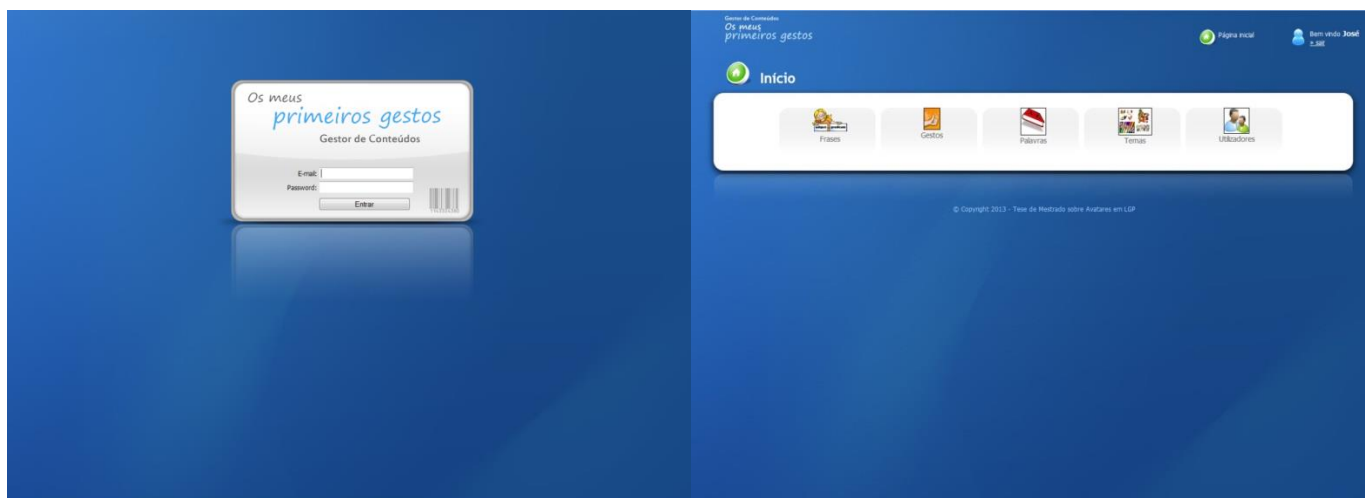 Os meus
primeiros gestos
Gestor de Conteúdos
E-mail:
Password:
Entrar
Gestor de Conteúdos
Os meus
primeiros gestos
Página inicial
Bem vindo José
» sair
Início
Frases
Gestos
Palavras
Temas
Utilizadores
© Copyright 2013 - Tese de Mestrado sobre Avatares em LGP